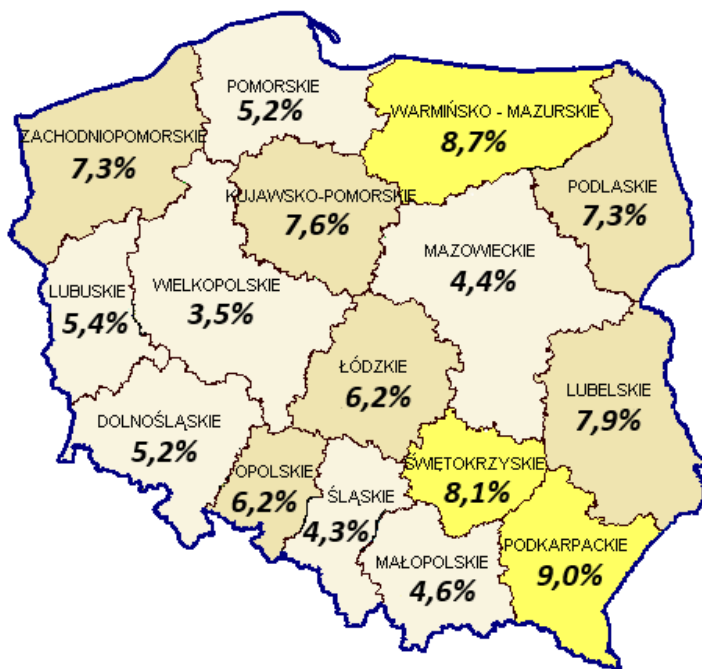 POMORSKIE
5,2%
WARMIŃSKO - MAZURSKIE
8,7%
ZACHODNIOPOMORSKIE
7,3%
PODLASKIE
7,3%
KUJAWSKO-POMORSKIE
7,6%
MAZOWIECKIE
4,4%
LUBUSKIE
5,4%
WIELKOPOLSKIE
3,5%
ŁÓDZKIE
6,2%
LUBELSKIE
7,9%
DOLNOŚLĄSKIE
5,2%
OPOLSKIE
6,2%
ŚLĄSKIE
4,3%
ŚWIĘTOKRZYSKIE
8,1%
MAŁOPOLSKIE
4,6%
PODKARPACKIE
9,0%